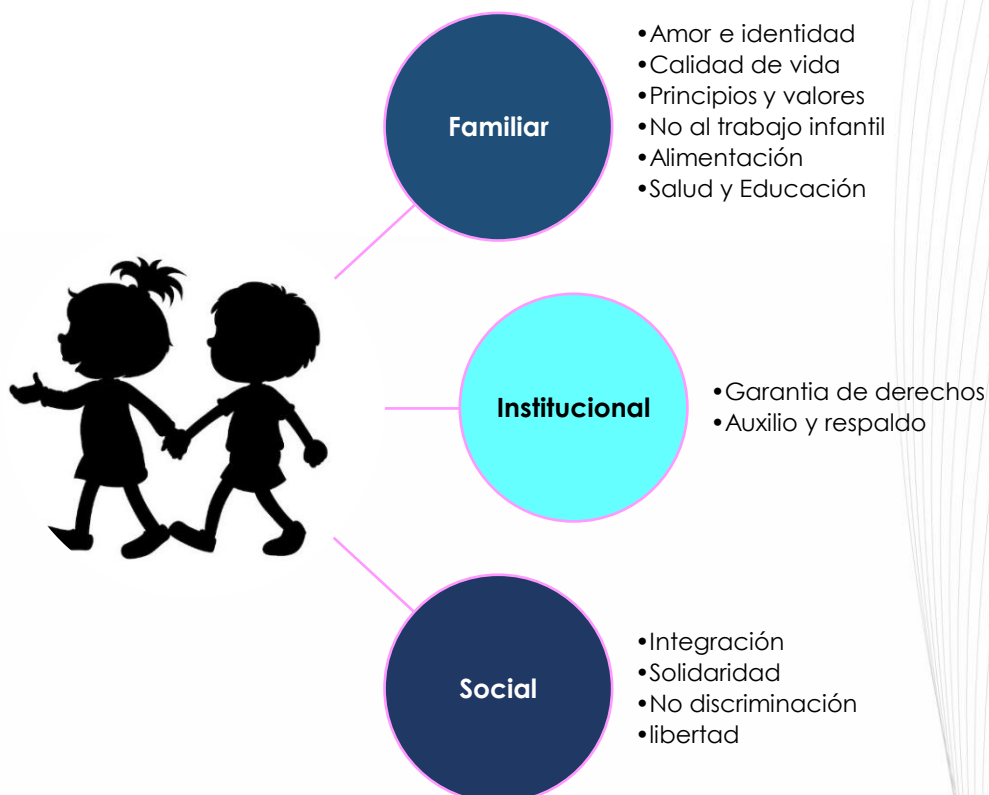 Familiar
•Amor e identidad
•Calidad de vida
•Principios y valores
•No al trabajo infantil
•Alimentación
•Salud y Educación
Institucional
•Garantia de derechos
•Auxilio y respaldo
Social
•Integración
•Solidaridad
•No discriminación
•libertad